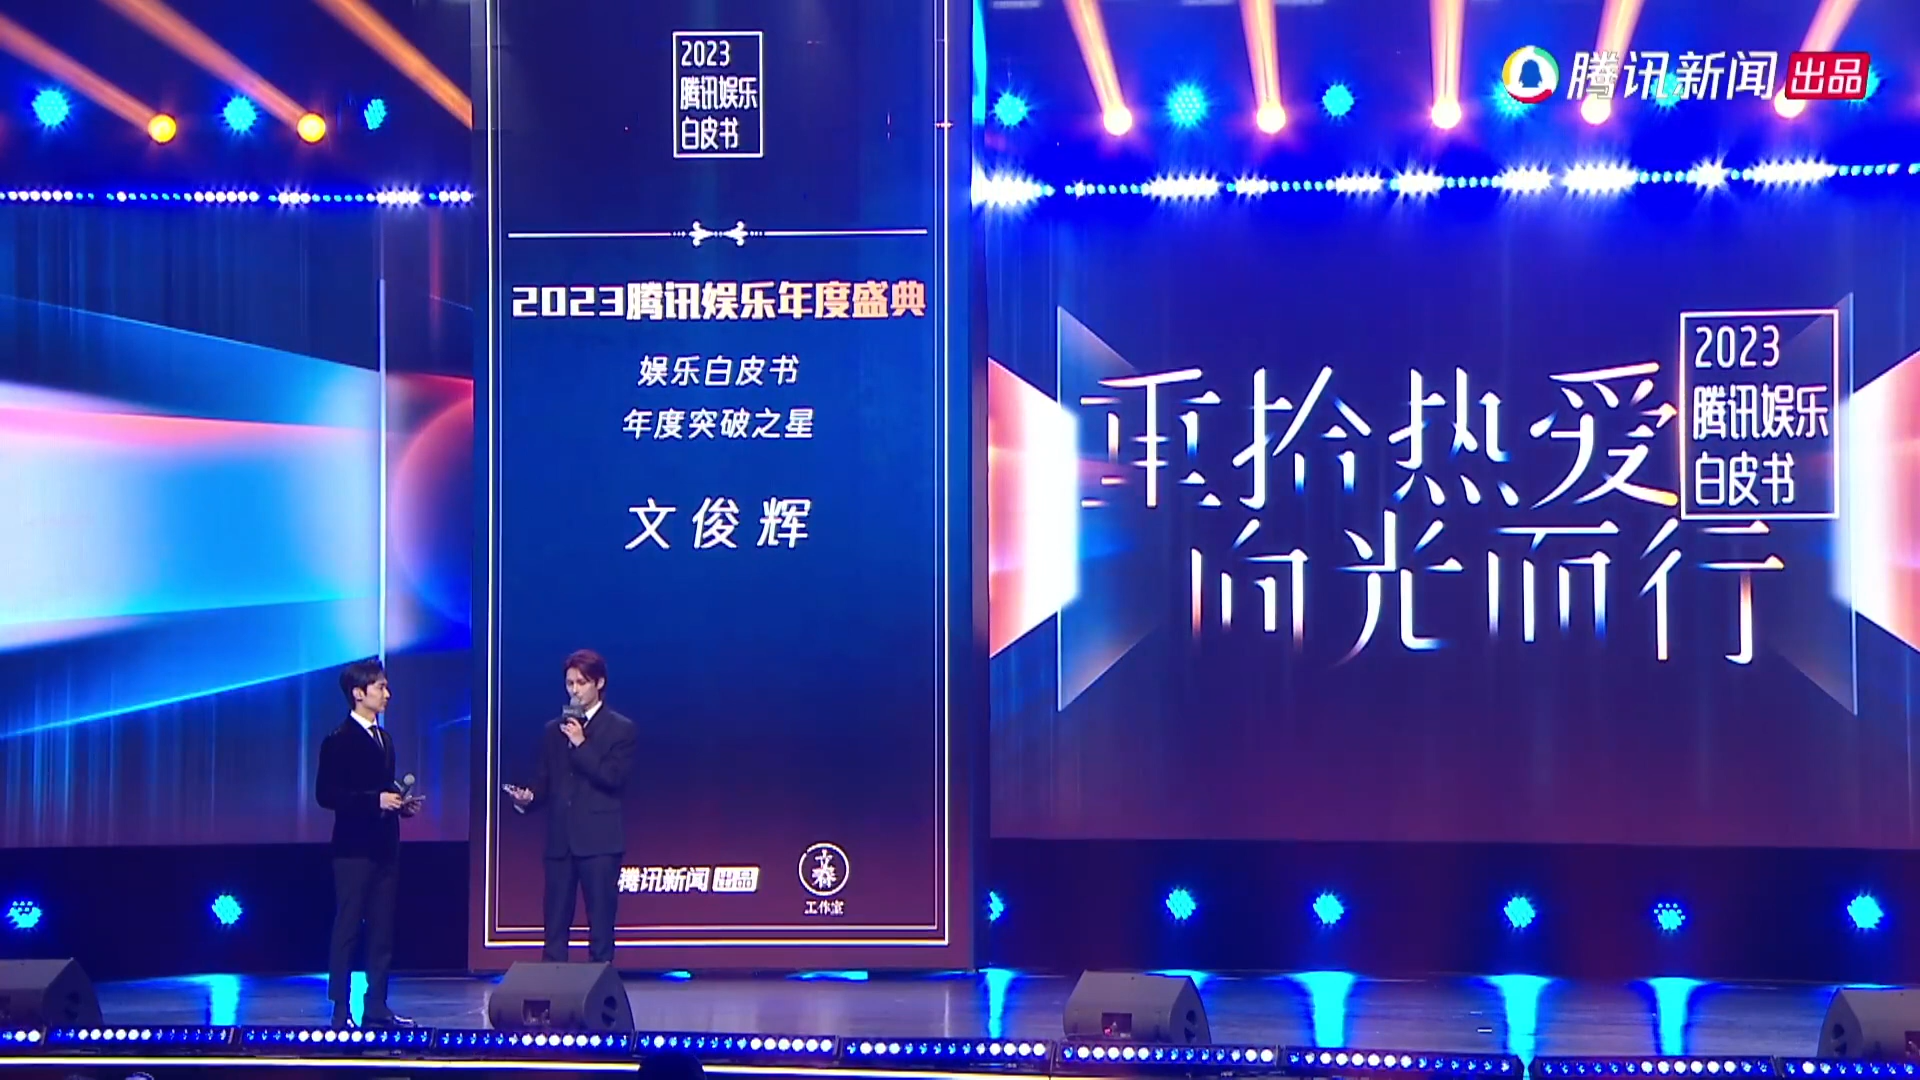 2023
腾讯娱乐
白皮书
腾讯新闻 出品
2023腾讯娱乐年度盛典
娱乐白皮书
年度突破之星
文俊辉
重拾热爱
向光而行
2023
腾讯娱乐
白皮书
腾讯新闻 出品
工作室